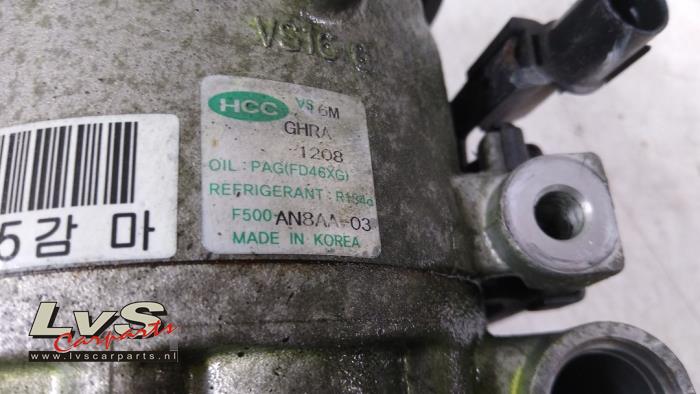 VS16
HCC VS 6M
GHRA
1208
OIL : PAG(FD46XG)
REFRIGERANT : R134a
F500-AN8AA-03
MADE IN KOREA
5감마
LvS
Carparts
www.lvscarparts.nl